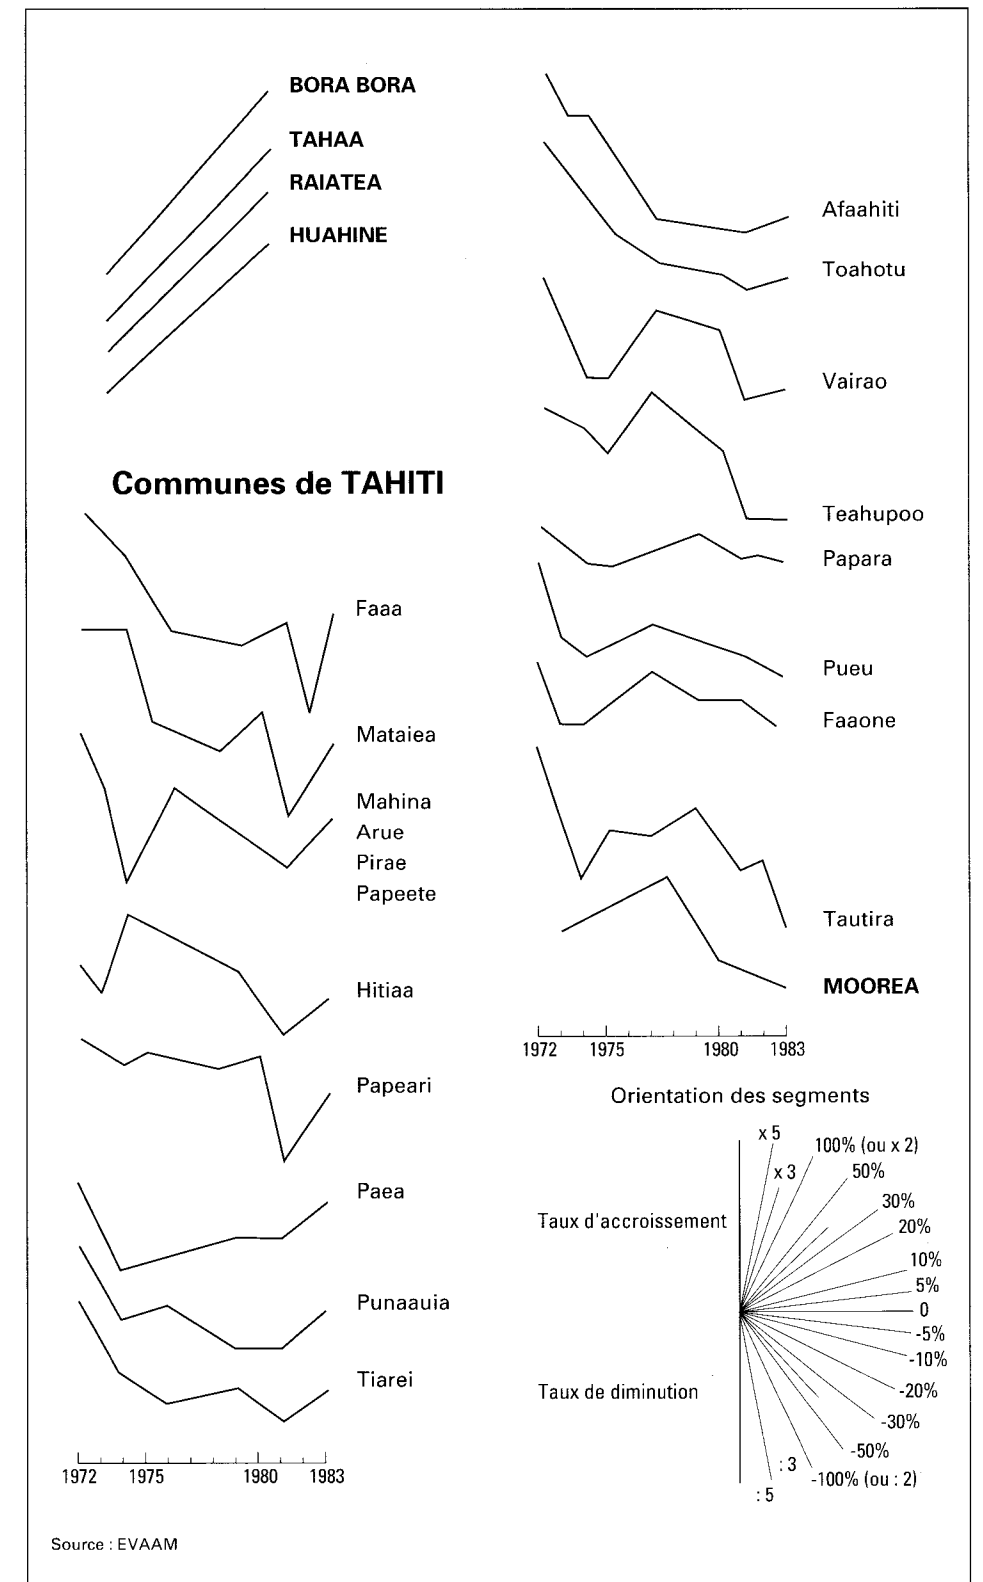 BORA BORA
TAHAA
RAIATEA
HUAHINE
Communes de TAHITI
Faaa
Mataiea
Mahina
Arue
Pirae
Papeete
Hitiaa
Papeari
Paea
Punaauia
Tiarei
1972 1975 1980 1983
Source : EVAAM
Afaahiti
Toahotu
Vairao
Teahupoo
Papara
Pueu
Faaone
Tautira
MOOREA
1972 1975 1980 1983
Orientation des segments
x 5
100% (ou x 2)
x 3
50%
30%
Taux d'accroissement
20%
10%
5%
0
-5%
-10%
Taux de diminution
-20%
-30%
-50%
: 3
-100% (ou : 2)
: 5